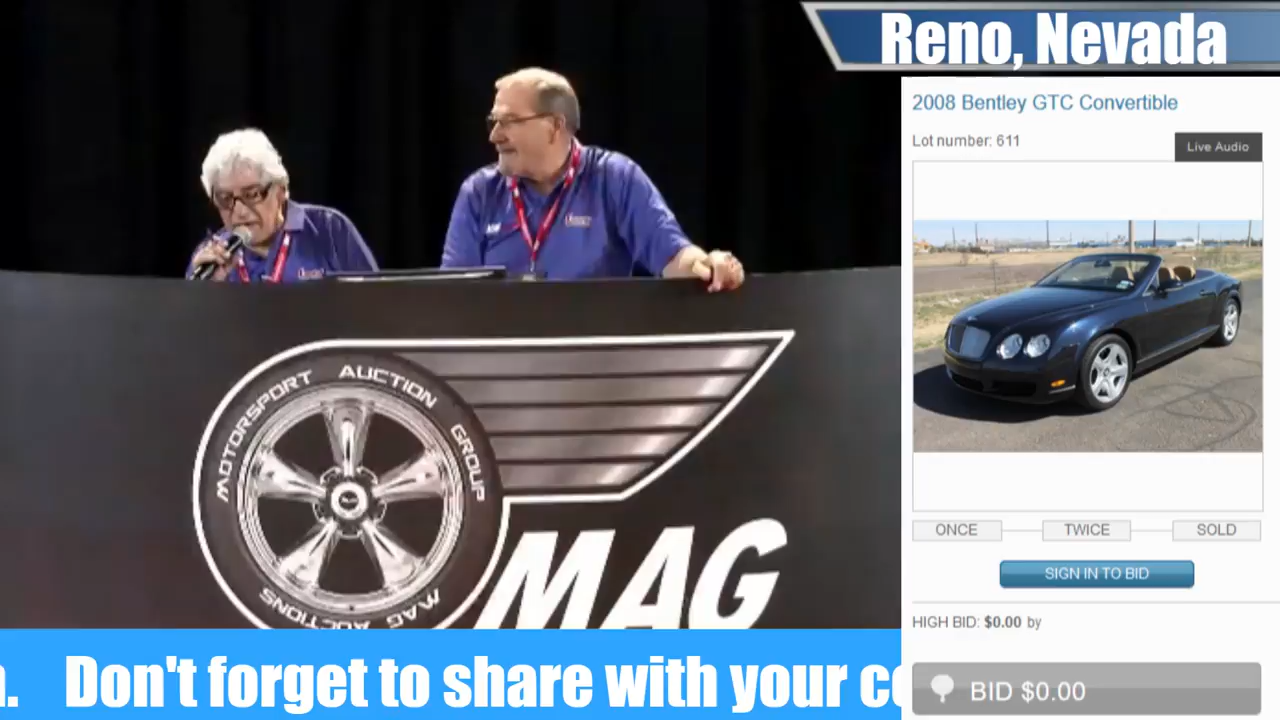 Reno, Nevada
2008 Bentley GTC Convertible
Lot number: 611
Live Audio
MOTORSPORT AUCTION GROUP
MAG AUCTIONS
MAG
ONCE
TWICE
SOLD
SIGN IN TO BID
HIGH BID: $0.00 by
BID $0.00
Don't forget to share with your